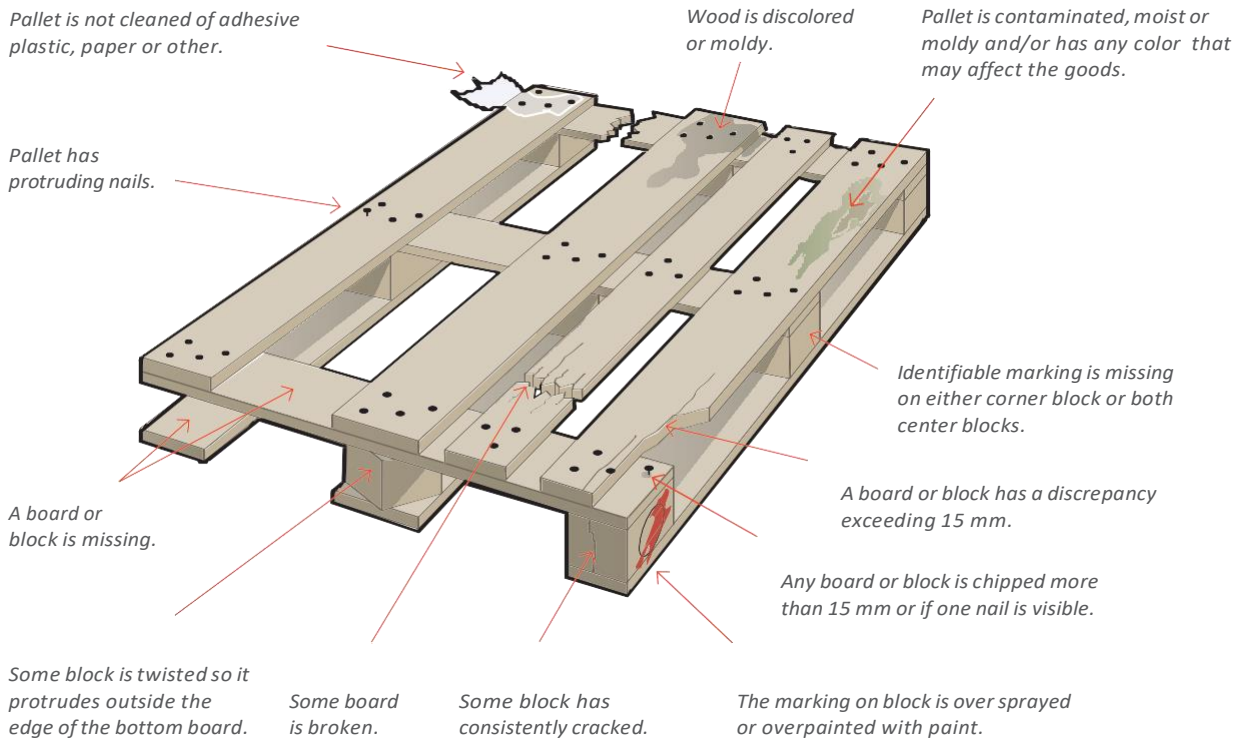 Pallet is not cleaned of adhesive
plastic, paper or other.
Wood is discolored
or moldy.
Pallet is contaminated, moist or
moldy and/or has any color that
may affect the goods.
Pallet has
protruding nails.
Identifiable marking is missing
on either corner block or both
center blocks.
A board or block has a discrepancy
exceeding 15 mm.
A board or
block is missing.
Any board or block is chipped more
than 15 mm or if one nail is visible.
Some block is twisted so it
protrudes outside the
edge of the bottom board.
Some board
is broken.
Some block has
consistently cracked.
The marking on block is over sprayed
or overpainted with paint.